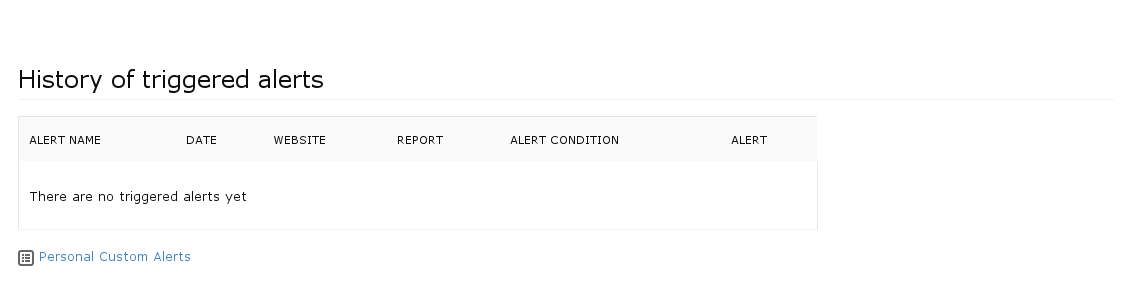 History of triggered alerts
ALERT NAME DATE WEBSITE REPORT ALERT CONDITION ALERT
There are no triggered alerts yet
Personal Custom Alerts